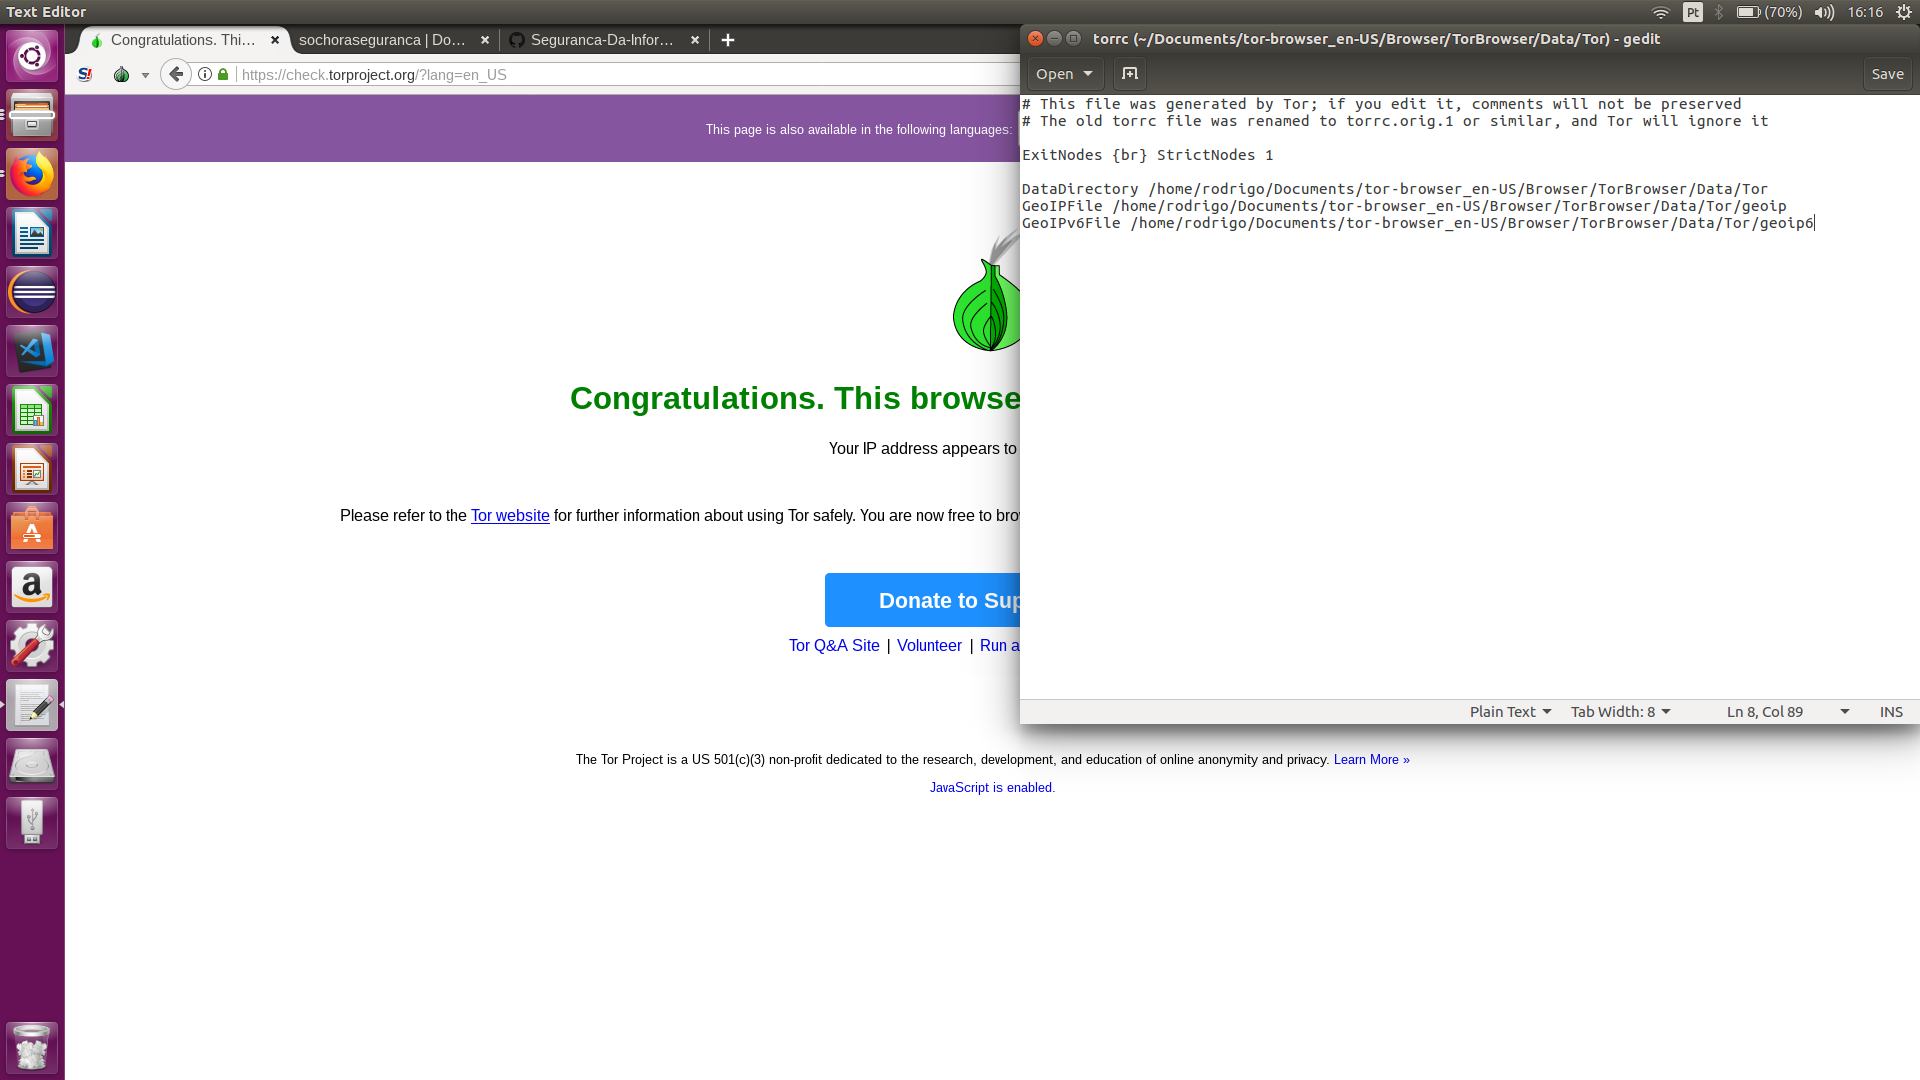 Text Editor
Pt
(70%)
16:16
Congratulations. Thi...
sochoraseguranca | Do...
Seguranca-Da-Infor...
https://check.torproject.org/?lang=en_US
This page is also available in the following languages:
Congratulations. This browse
Your IP address appears to
Please refer to the Tor website for further information about using Tor safely. You are now free to brow
Donate to Sup
Tor Q&A Site | Volunteer | Run a
The Tor Project is a US 501(c)(3) non-profit dedicated to the research, development, and education of online anonymity and privacy. Learn More »
JavaScript is enabled.
torrc (~/Documents/tor-browser_en-US/Browser/TorBrowser/Data/Tor) - gedit
Open
Save
# This file was generated by Tor; if you edit it, comments will not be preserved
# The old torrc file was renamed to torrc.orig.1 or similar, and Tor will ignore it
ExitNodes {br} StrictNodes 1
DataDirectory /home/rodrigo/Documents/tor-browser_en-US/Browser/TorBrowser/Data/Tor
GeoIPFile /home/rodrigo/Documents/tor-browser_en-US/Browser/TorBrowser/Data/Tor/geoip
GeoIPv6File /home/rodrigo/Documents/tor-browser_en-US/Browser/TorBrowser/Data/Tor/geoip6
Plain Text
Tab Width: 8
Ln 8, Col 89
INS